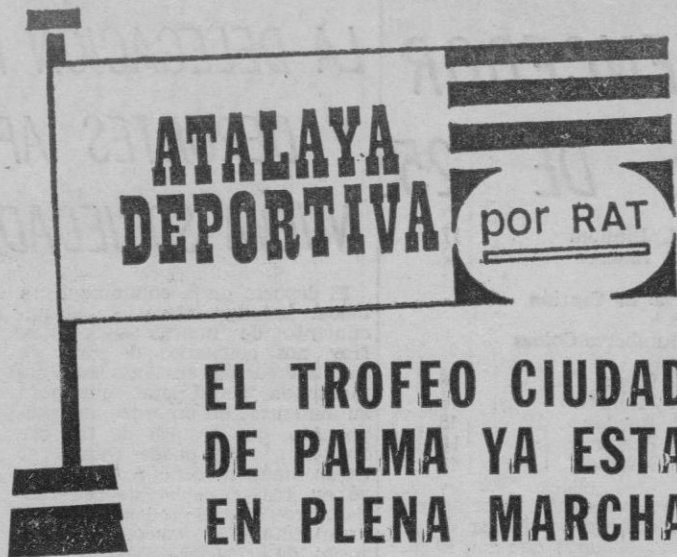 ATALAYA
DEPORTIVA
por RAT
EL TROFEO CIUDAD
DE PALMA YA ESTA
EN PLENA MARCHA